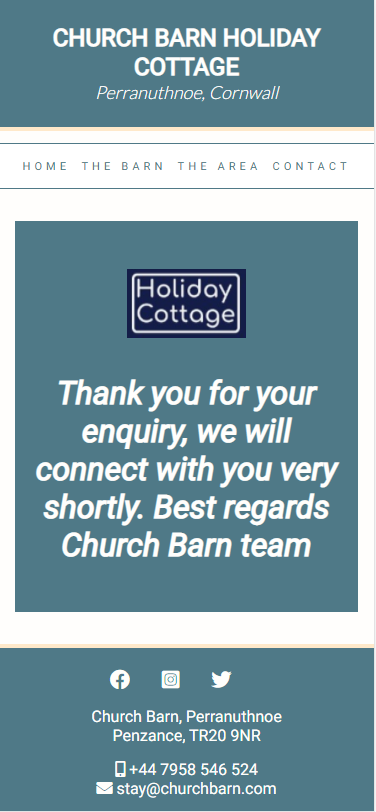 CHURCH BARN HOLIDAY
COTTAGE
Perranuthnoe, Cornwall
HOME THE BARN THE AREA CONTACT
Holiday
Cottage
Thank you for your
enquiry, we will
connect with you very
shortly. Best regards
Church Barn team
Church Barn, Perranuthnoe
Penzance, TR20 9NR
+44 7958 546 524
stay@churchbarn.com